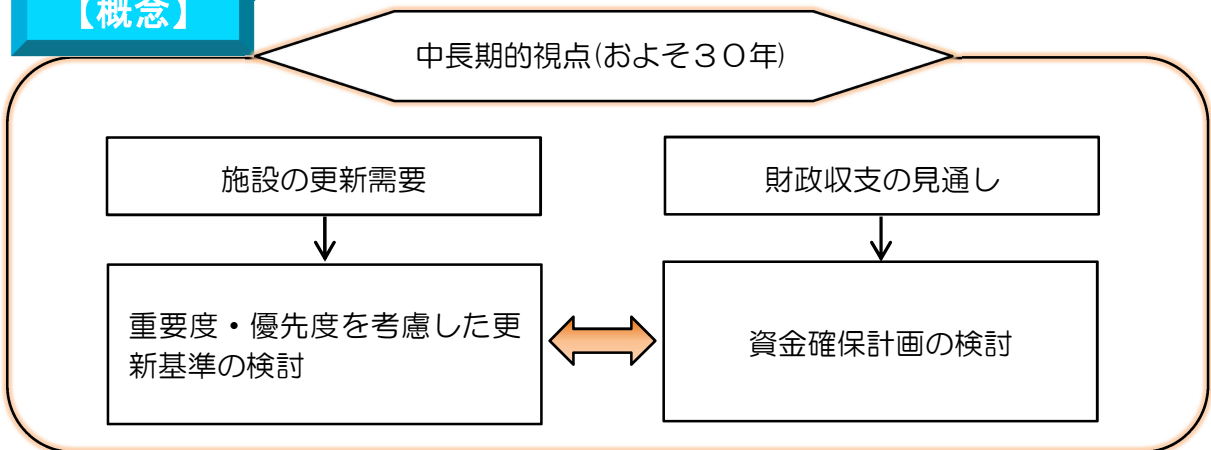 【概念】
中長期的視点(およそ３０年)
施設の更新需要
財政収支の見通し
重要度・優先度を考慮した更
新基準の検討
資金確保計画の検討